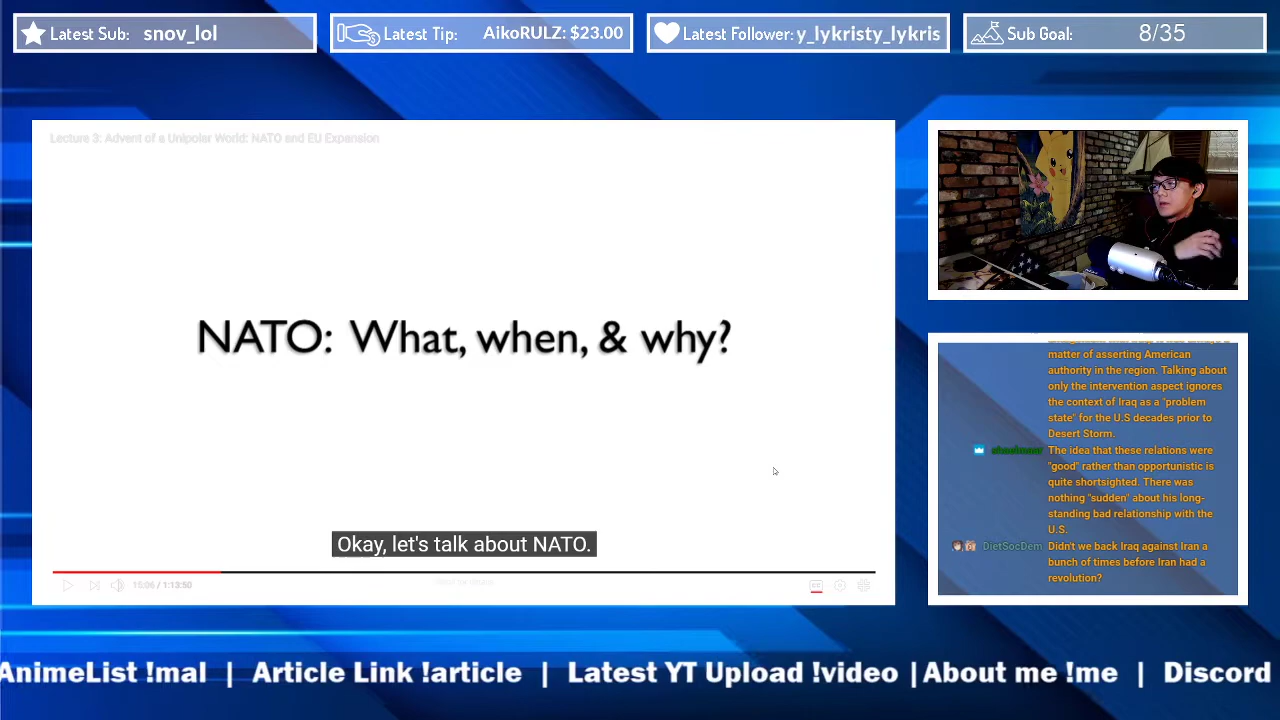 Latest Sub: snov_lol
Latest Tip: AikoRULZ: $23.00
Latest Follower: y_lykristy_lykris
Sub Goal: 8/35
Lecture 3: Advent of a Unipolar World: NATO and EU Expansion
NATO: What, when, & why?
Okay, let's talk about NATO.
/ 1:13:50
matter of asserting American
authority in the region. Talking about
only the intervention aspect ignores
the context of Iraq as a "problem
state" for the U.S decades prior to
Desert Storm.
The idea that these relations were
"good" rather than opportunistic is
quite shortsighted. There was
nothing "sudden" about his long-
standing bad relationship with the
U.S.
DietSocDem Didn't we back Iraq against Iran a
bunch of times before Iran had a
revolution?
AnimeList !mal | Article Link !article | Latest YT Upload !video | About me !me | Discord